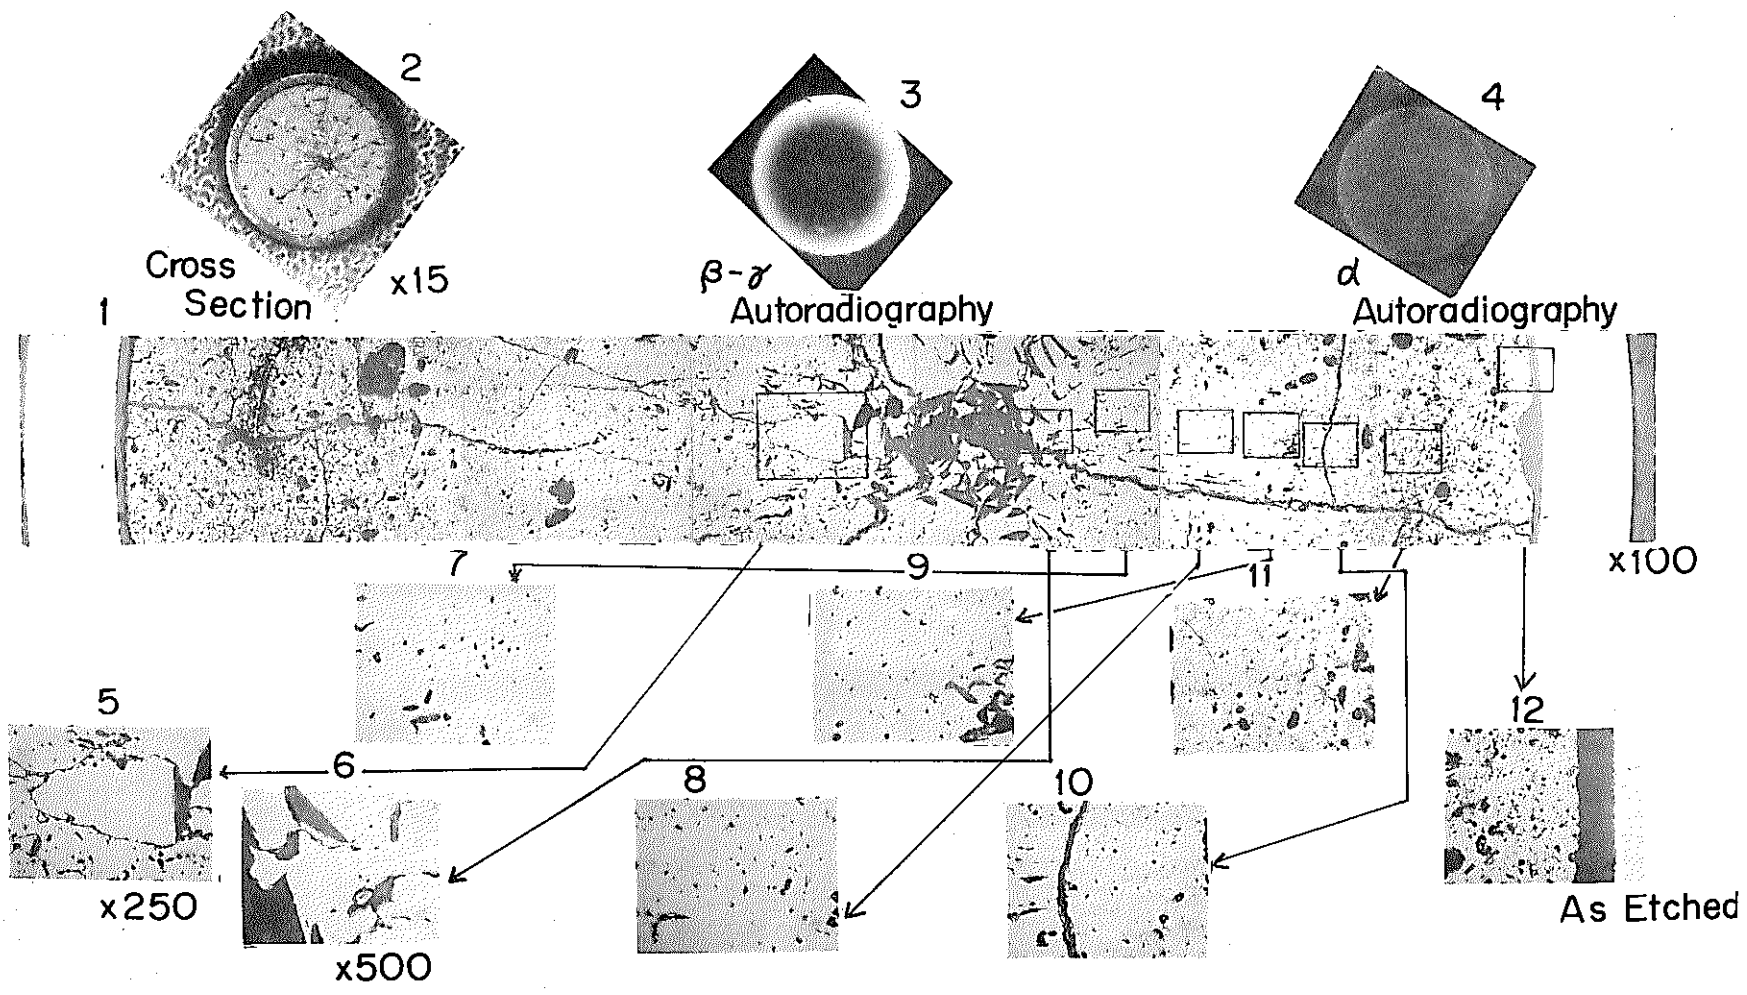 2
3
4
Cross
Section
x15
β-γ
Autoradiography
α
Autoradiography
1
x100
7
9
11
5
6
8
10
12
x250
x500
As Etched